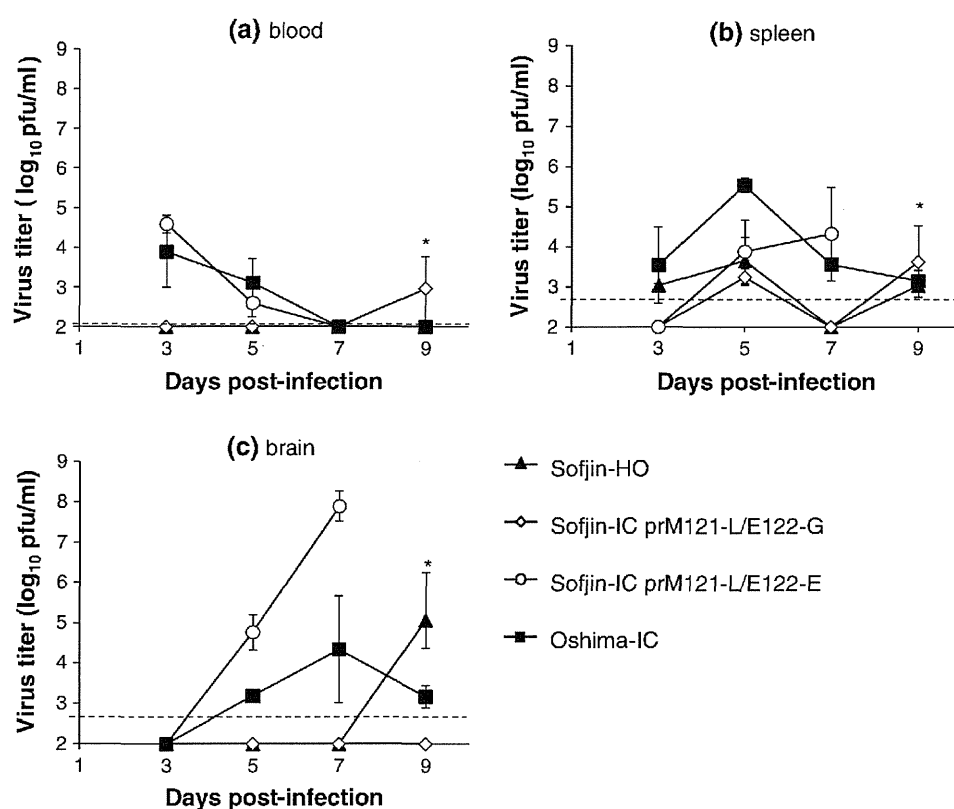 (a) blood
Virus titer ( log10 pfu/ml)
9
8
7
6
5
4
3
2
*
1 3 5 7 9
Days post-infection
(b) spleen
Virus titer (log10 pfu/ml)
9
8
7
6
5
4
3
2
*
1 3 5 7 9
Days post-infection
(c) brain
Virus titer (log10 pfu/ml)
9
8
7
6
5
4
3
2
*
1 3 5 7 9
Days post-infection
Sofjin-HO
Sofjin-IC prM121-L/E122-G
Sofjin-IC prM121-L/E122-E
Oshima-IC